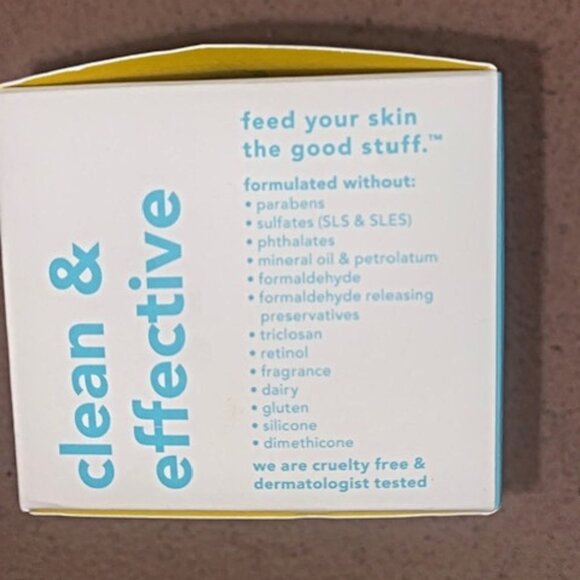 clean &
effective
feed your skin
the good stuff.™
formulated without:
• parabens
• sulfates (SLS & SLES)
• phthalates
• mineral oil & petrolatum
• formaldehyde
• formaldehyde releasing
preservatives
• triclosan
• retinol
• fragrance
• dairy
• gluten
• silicone
• dimethicone
we are cruelty free &
dermatologist tested